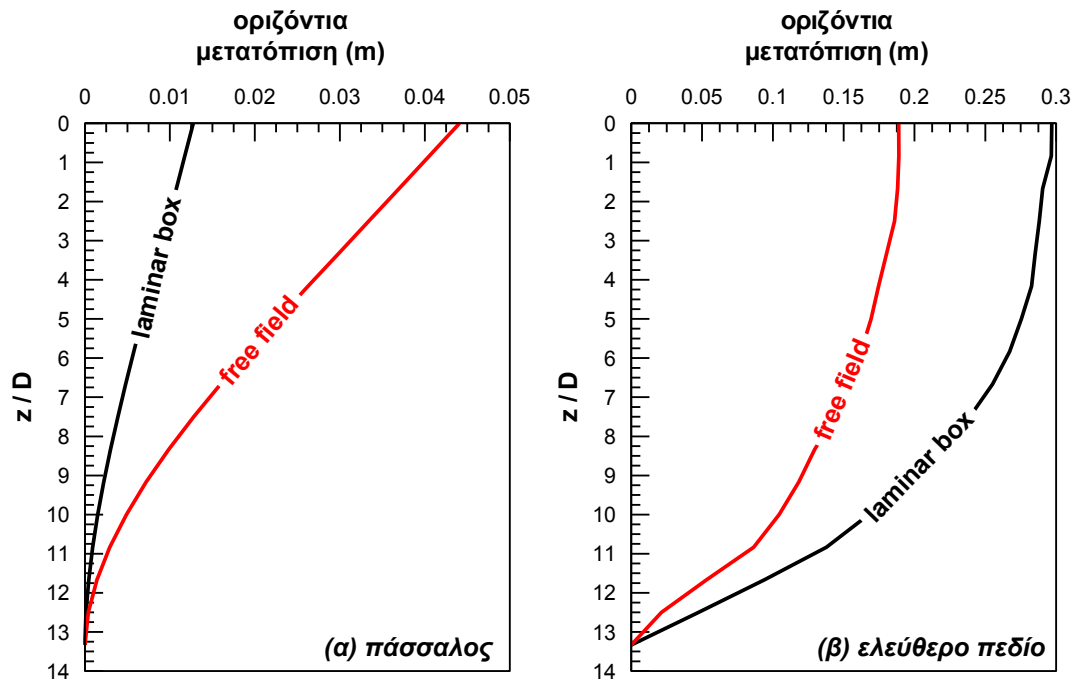 οριζόντια
μετατόπιση (m)
0 0.01 0.02 0.03 0.04 0.05
0
1
2
3
4
5
6
7
8
9
10
11
12
13
14
z / D
laminar box
free field
(α) πάσσαλος
οριζόντια
μετατόπιση (m)
0 0.05 0.1 0.15 0.2 0.25 0.3
0
1
2
3
4
5
6
7
8
9
10
11
12
13
14
z / D
free field
laminar box
(β) ελεύθερο πεδίο